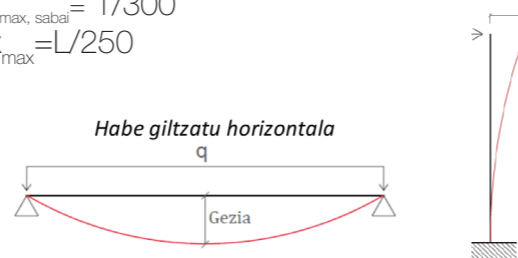 max, sabai= 1/300
max=L/250
Habe giltzatu horizontala
q
Gezia